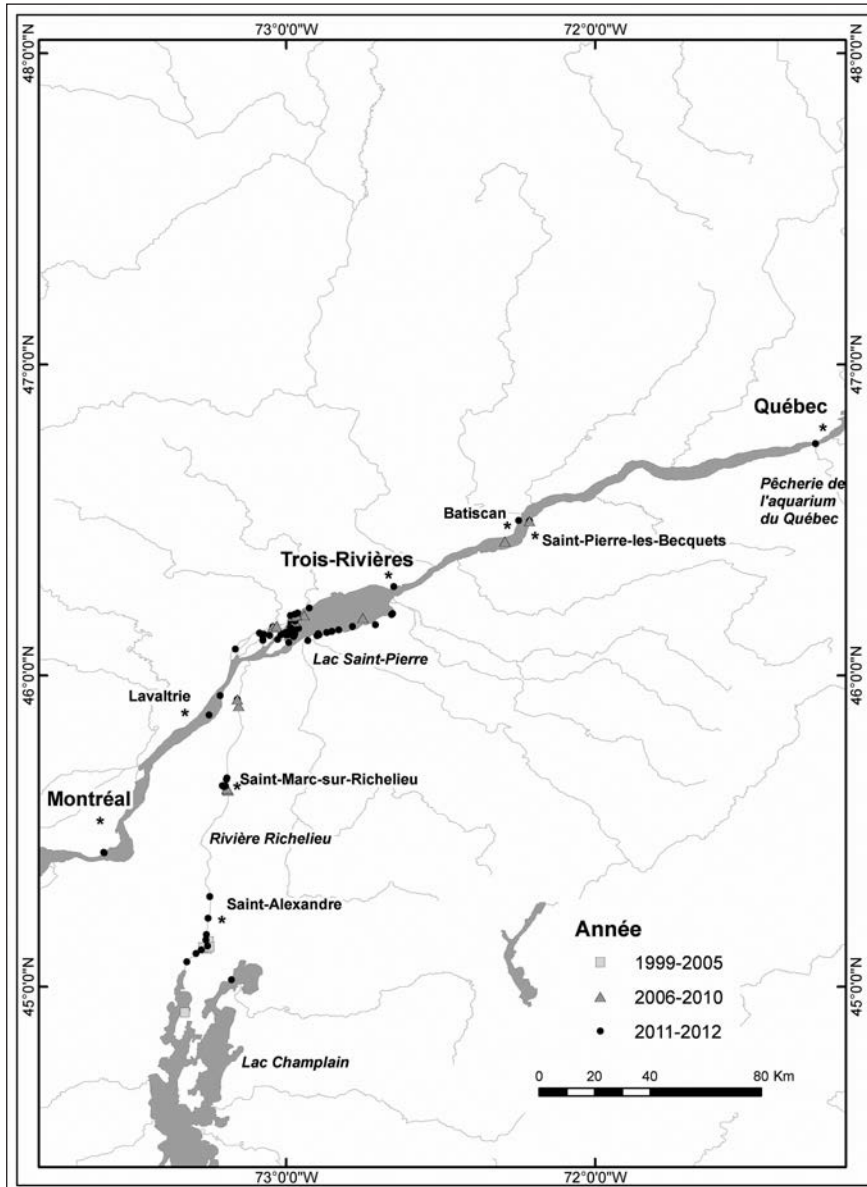 73°0'0"W
72°0'0"W
48°0'0"N
48°0'0"N
47°0'0"N
47°0'0"N
Québec
*
Pêcherie de
l'aquarium
du Québec
Batiscan
*
*
Saint-Pierre-les-Becquets
Trois-Rivières
*
Lac Saint-Pierre
46°0'0"N
46°0'0"N
Lavaltrie
*
*
Saint-Marc-sur-Richelieu
Montréal
*
Rivière Richelieu
Saint-Alexandre
*
Année
1999-2005
2006-2010
2011-2012
45°0'0"N
45°0'0"N
Lac Champlain
0 20 40 80 Km
73°0'0"W
72°0'0"W